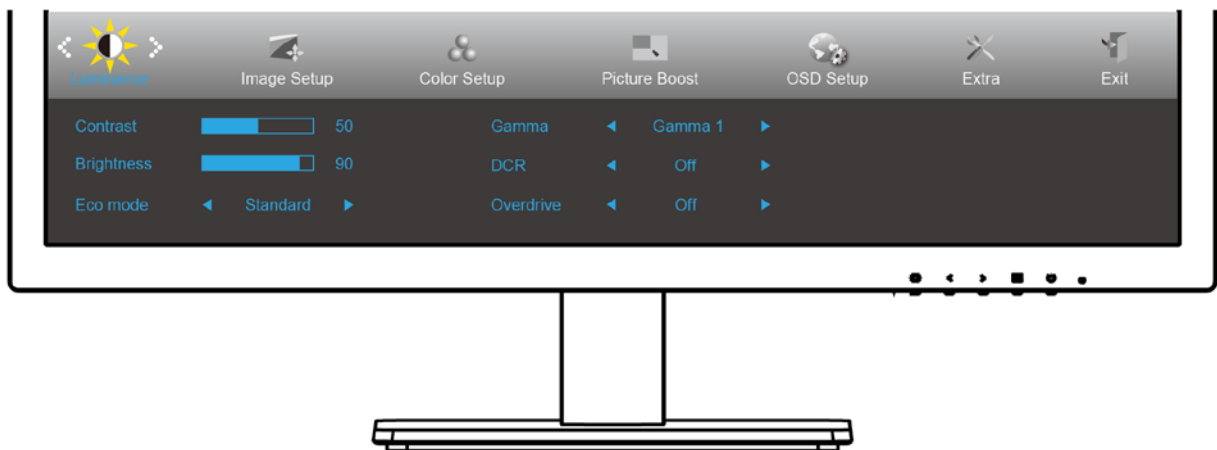 Luminance Image Setup Color Setup Picture Boost OSD Setup Extra Exit
Contrast 50 Gamma Gamma 1
Brightness 90 DCR Off
Eco mode Standard Overdrive Off